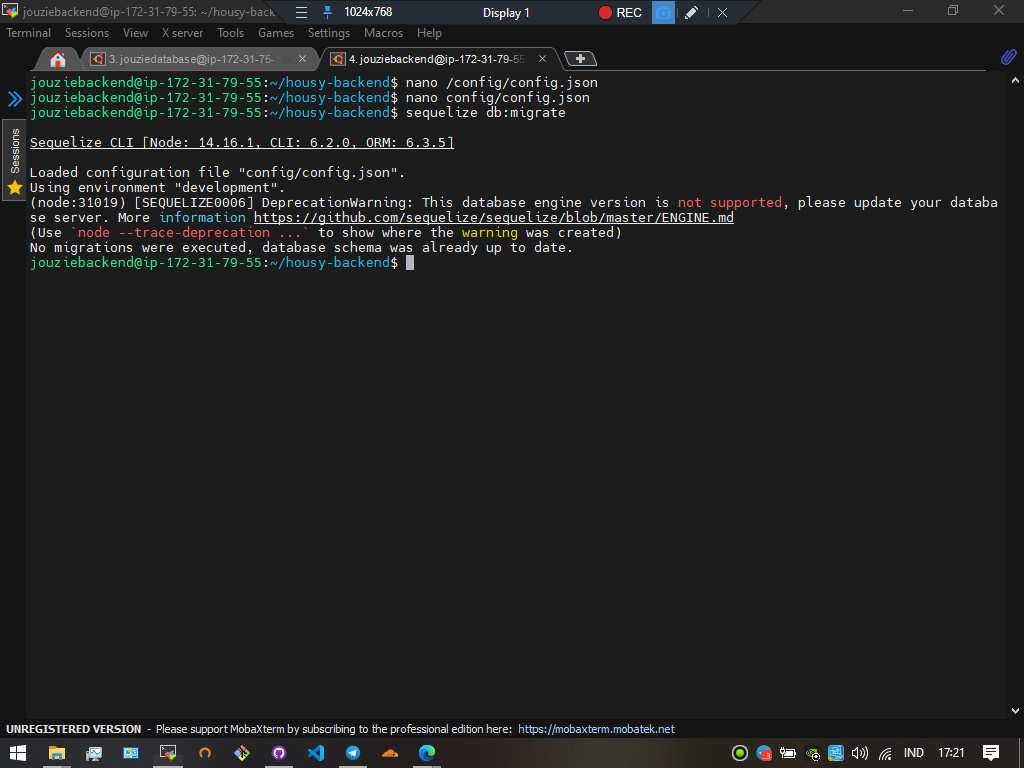 jouziebackend@ip-172-31-79-55: ~/housy-back
1024x768
Display 1
REC
Terminal Sessions View X server Tools Games Settings Macros Help
3. jouziedatabase@ip-172-31-75-
4. jouziebackend@ip-172-31-79-55
Sessions
jouziebackend@ip-172-31-79-55:~/housy-backend$ nano /config/config.json
jouziebackend@ip-172-31-79-55:~/housy-backend$ nano config/config.json
jouziebackend@ip-172-31-79-55:~/housy-backend$ sequelize db:migrate
Sequelize CLI [Node: 14.16.1, CLI: 6.2.0, ORM: 6.3.5]
Loaded configuration file "config/config.json".
Using environment "development".
(node:31019) [SEQUELIZE0006] DeprecationWarning: This database engine version is not supported, please update your databa
se server. More information https://github.com/sequelize/sequelize/blob/master/ENGINE.md
(Use `node --trace-deprecation ...` to show where the warning was created)
No migrations were executed, database schema was already up to date.
jouziebackend@ip-172-31-79-55:~/housy-backend$
UNREGISTERED VERSION - Please support MobaXterm by subscribing to the professional edition here: https://mobaxterm.mobatek.net
IND 17:21